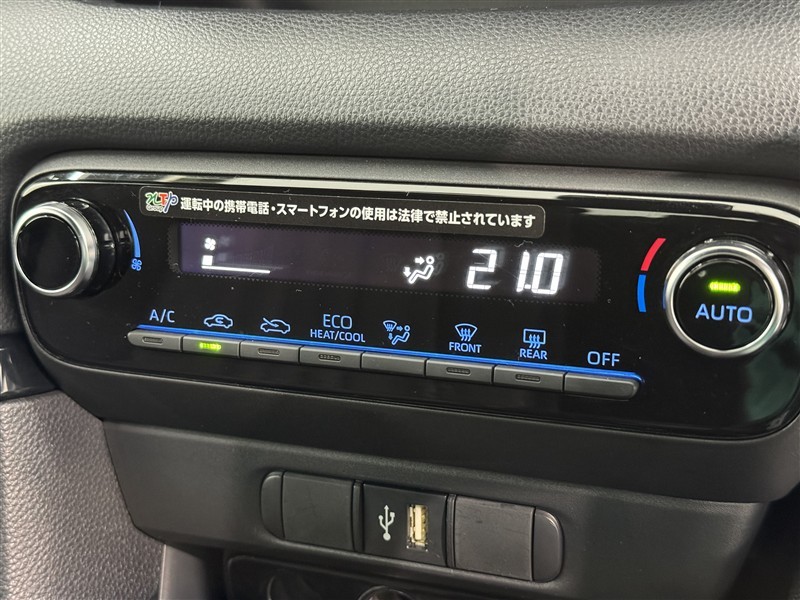 運転中の携帯電話・スマートフォンの使用は法律で禁止されています
21.0
AUTO
A/C
ECO
HEAT/COOL
FRONT
REAR
OFF